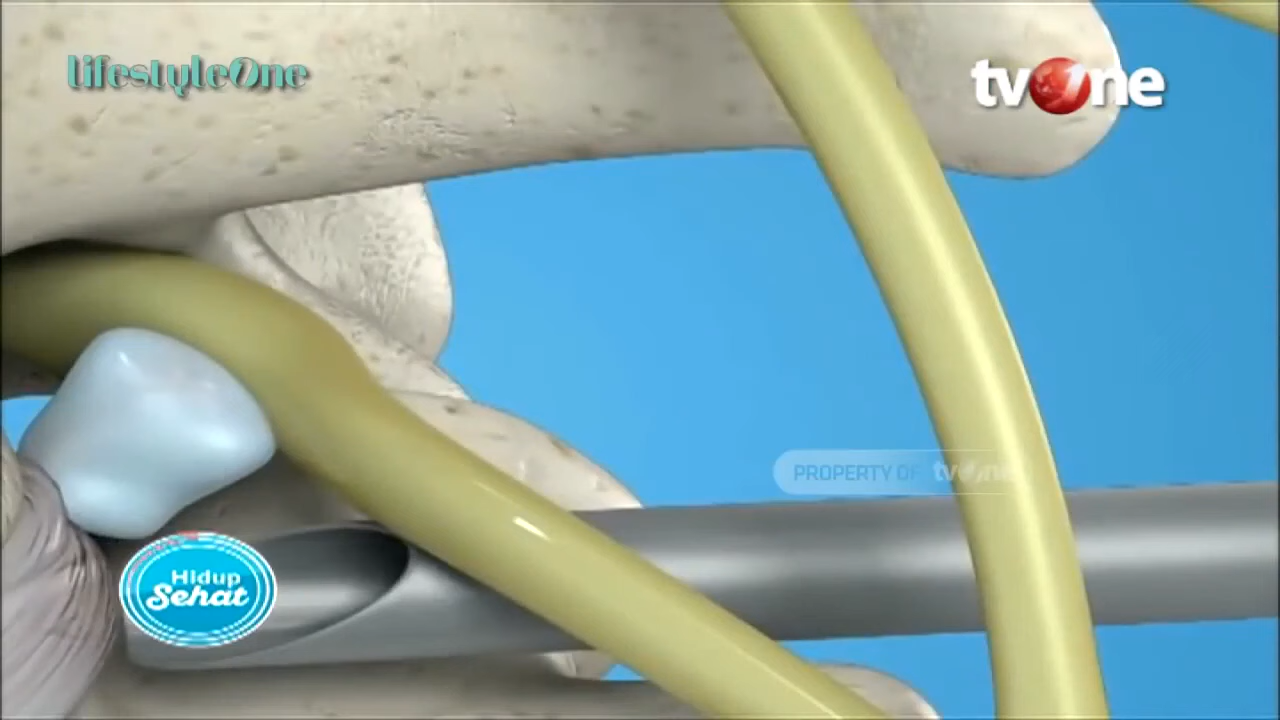 lifestyleOne
tvOne
PROPERTY OF tvOne
Hidup
Sehat